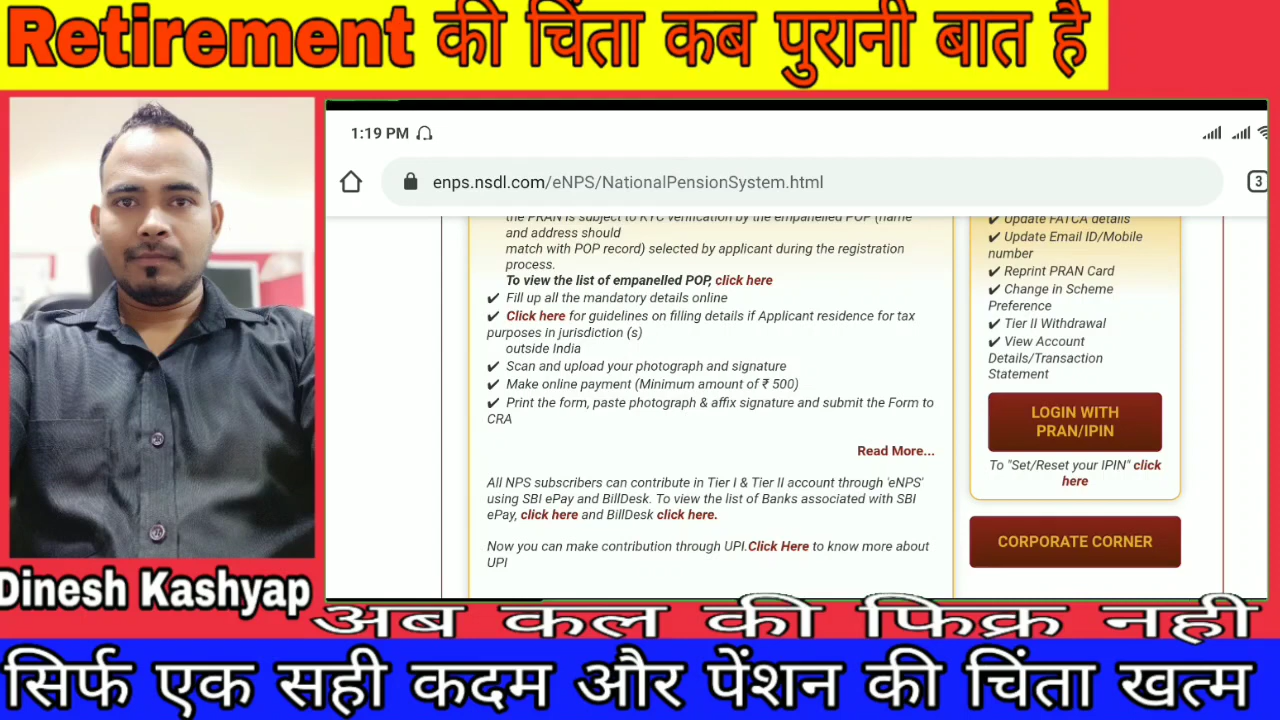 Retirement की चिंता कब पुरानी बात है
1:19 PM
enps.nsdl.com/eNPS/NationalPensionSystem.html
3
the PRAN is subject to KYC verification by the empanelled POP (name
and address should
match with POP record) selected by applicant during the registration
process.
To view the list of empanelled POP, click here
✔ Fill up all the mandatory details online
✔ Click here for guidelines on filling details if Applicant residence for tax
purposes in jurisdiction (s)
outside India
✔ Scan and upload your photograph and signature
✔ Make online payment (Minimum amount of ₹ 500)
✔ Print the form, paste photograph & affix signature and submit the Form to
CRA
Read More...
All NPS subscribers can contribute in Tier I & Tier II account through 'eNPS'
using SBI ePay and BillDesk. To view the list of Banks associated with SBI
ePay, click here and BillDesk click here.
Now you can make contribution through UPI.Click Here to know more about
UPI
✔ Update FATCA details
✔ Update Email ID/Mobile
number
✔ Reprint PRAN Card
✔ Change in Scheme
Preference
✔ Tier II Withdrawal
✔ View Account
Details/Transaction
Statement
LOGIN WITH
PRAN/IPIN
To "Set/Reset your IPIN" click
here
CORPORATE CORNER
Dinesh Kashyap
अब कल की फिक्र नही
सिर्फ एक सही कदम और पेंशन की चिंता खत्म